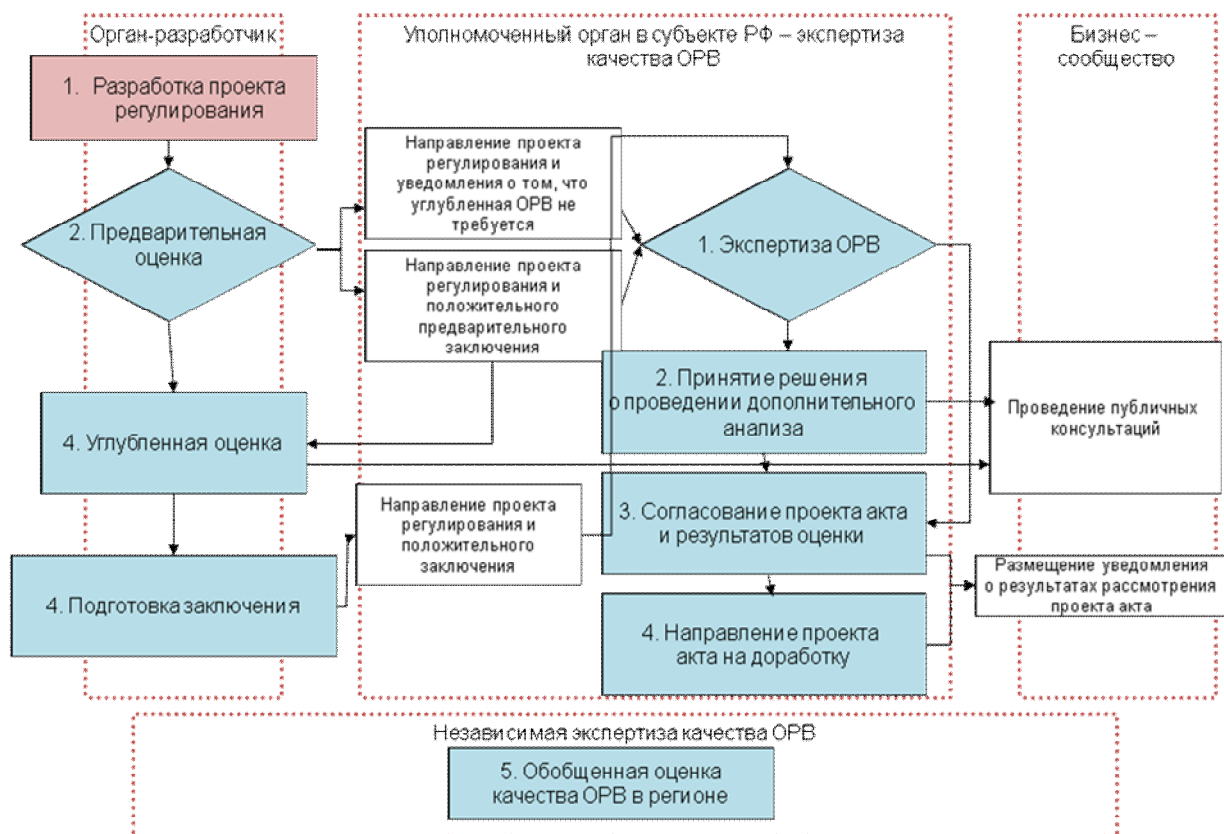 Орган-разработчик
1. Разработка проекта
регулирования
2. Предварительная
оценка
4. Углубленная оценка
4. Подготовка заключения
Уполномоченный орган в субъекте РФ – экспертиза
качества ОРВ
Направление проекта
регулирования и
уведомления о том, что
углубленная ОРВ не
требуется
Направление проекта
регулирования и
положительного
предварительного
заключения
Направление проекта
регулирования и
положительного
заключения
1. Экспертиза ОРВ
2. Принятие решения
о проведении дополнительного
анализа
3. Согласование проекта акта
и результатов оценки
4. Направление проекта
акта на доработку
Бизнес –
сообщество
Проведение публичных
консультаций
Размещение уведомления
о результатах рассмотрения
проекта акта
Независимая экспертиза качества ОРВ
5. Обобщенная оценка
качества ОРВ в регионе